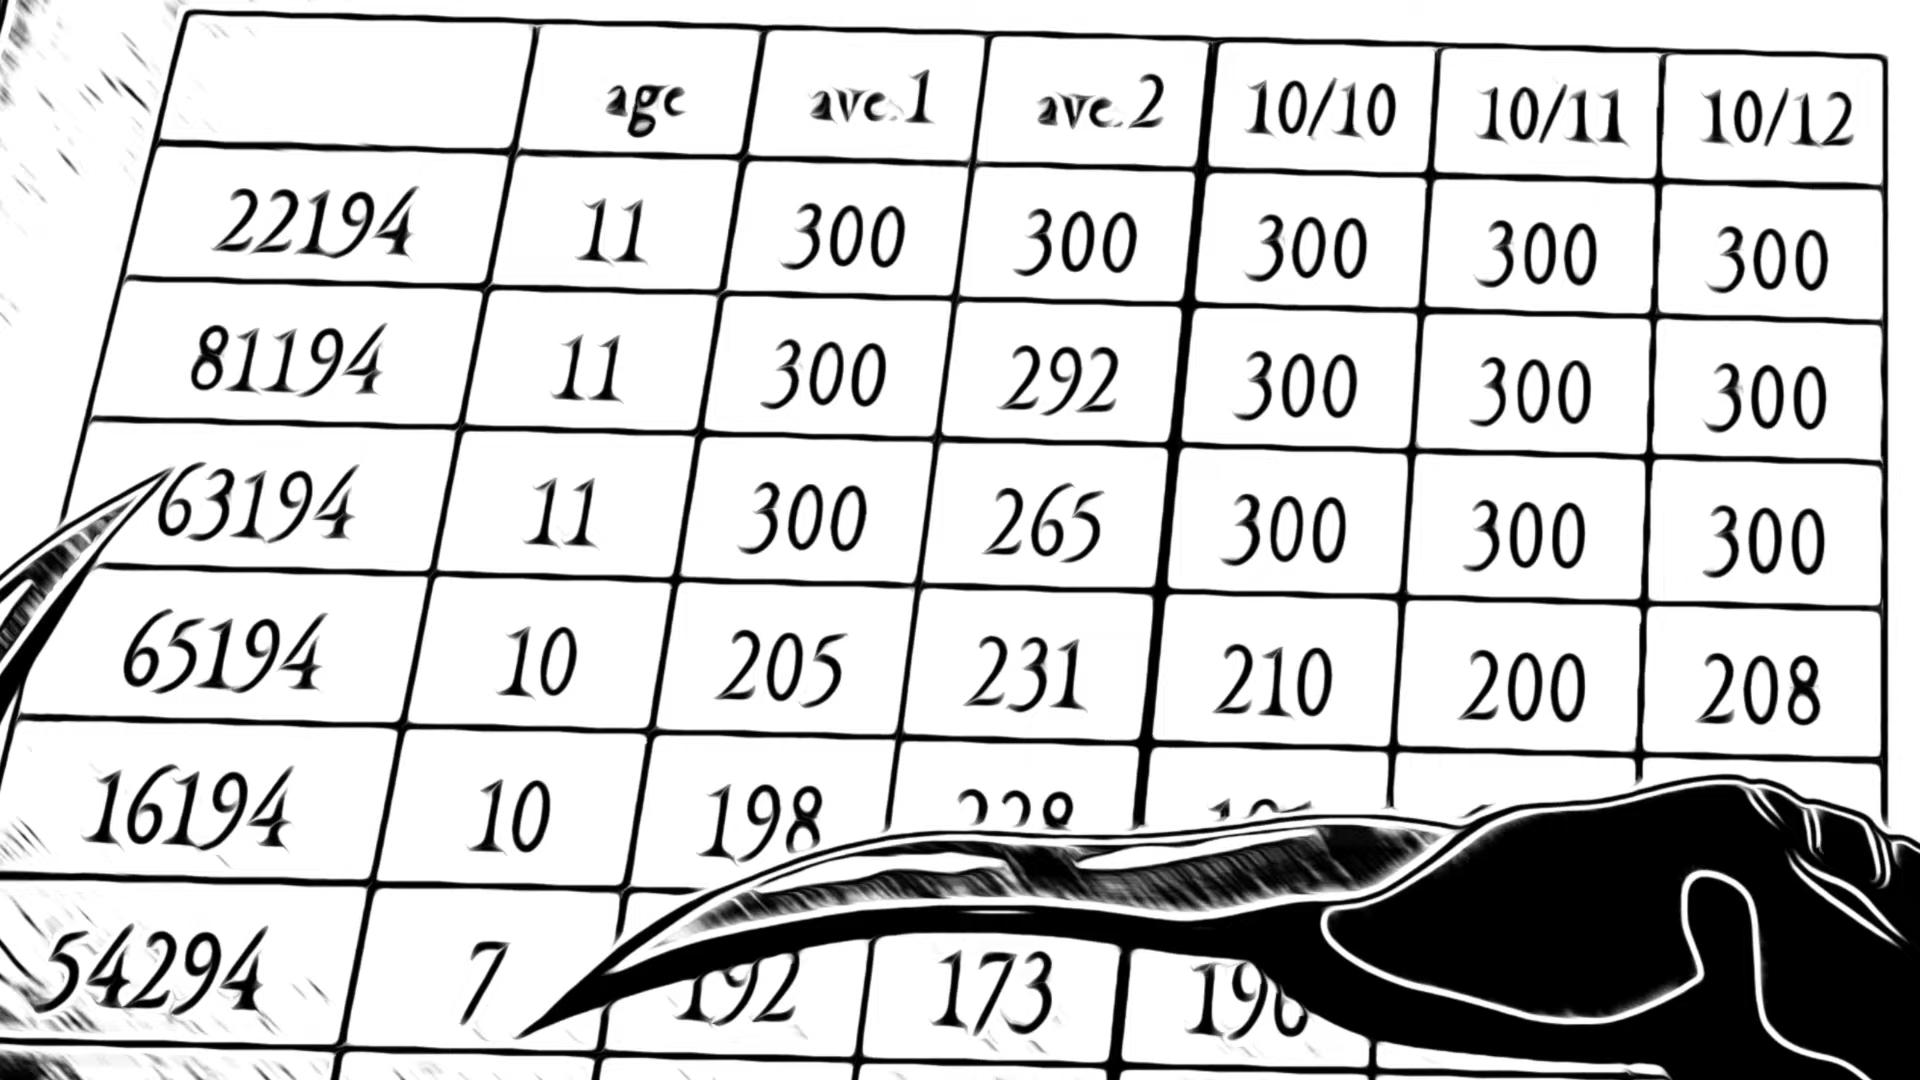 age ave.1 ave.2 10/10 10/11 10/12
22194 11 300 300 300 300 300
81194 11 300 292 300 300 300
63194 11 300 265 300 300 300
65194 10 205 231 210 200 208
16194 10 198 228
54294 7 192 173